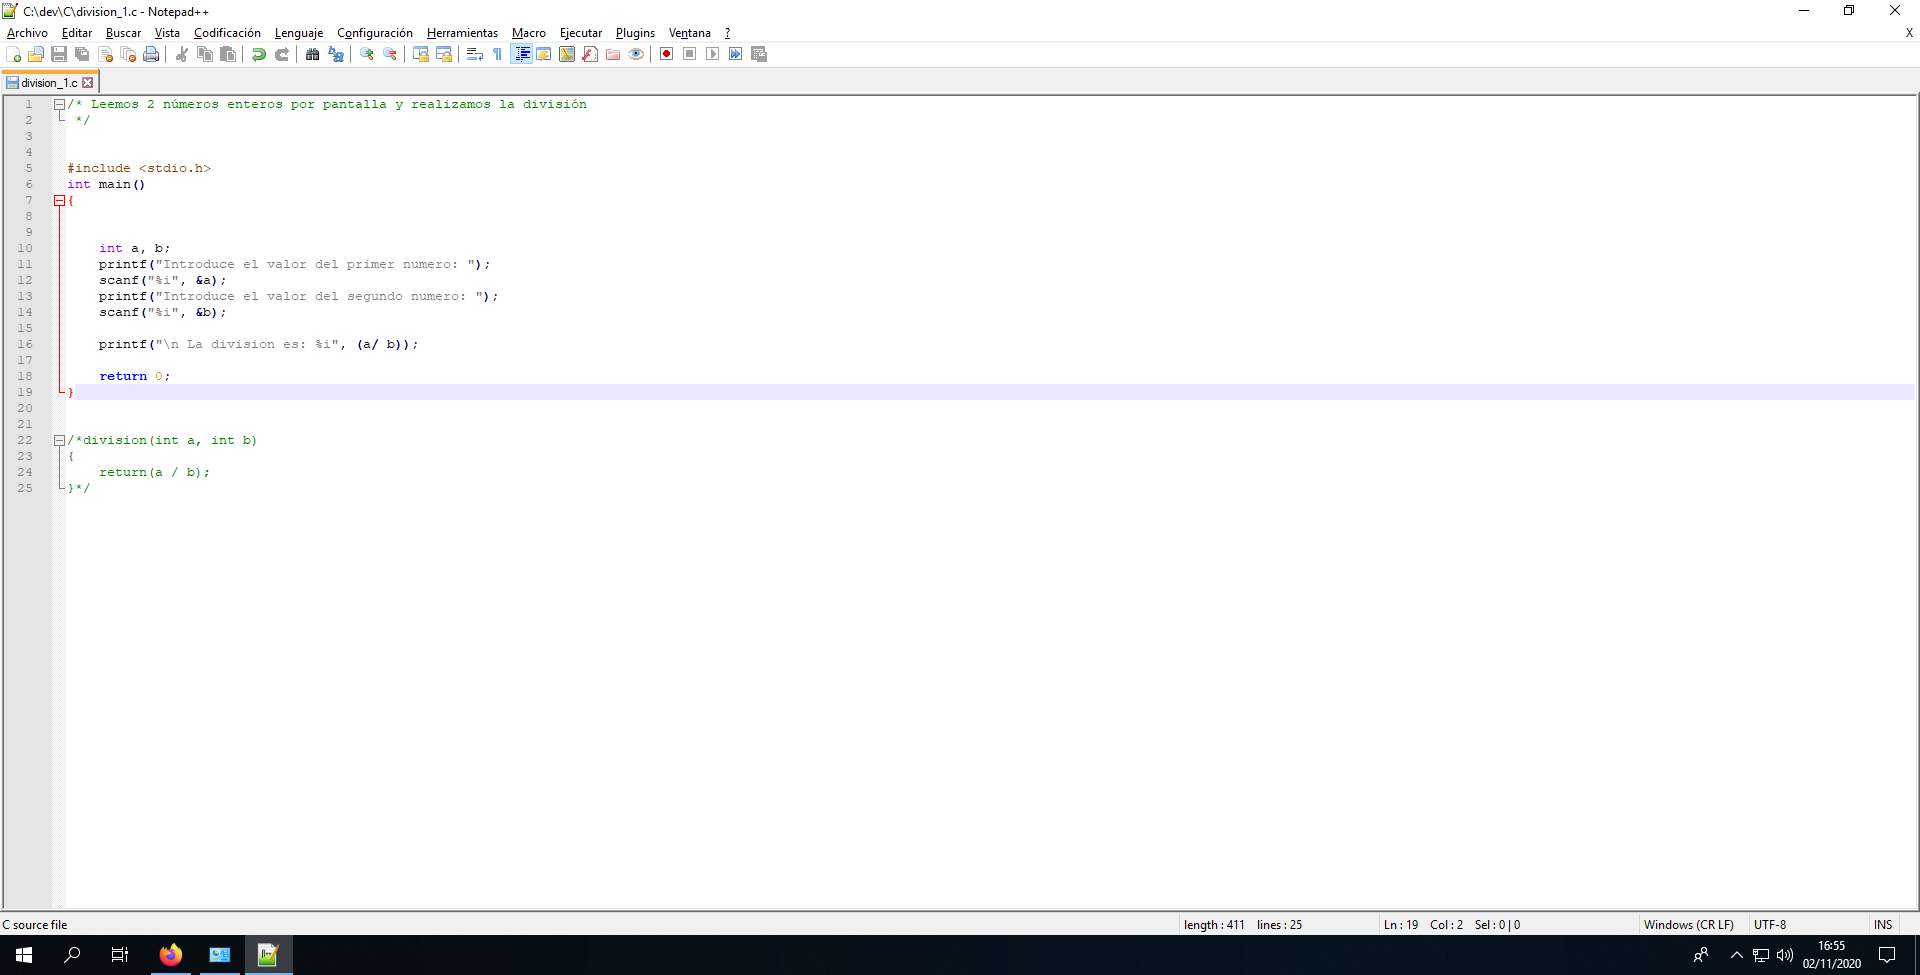 C:\dev\C\division_1.c - Notepad++
Archivo Editar Buscar Vista Codificación Lenguaje Configuración Herramientas Macro Ejecutar Plugins Ventana ? X
division_1.c
1 /* Leemos 2 números enteros por pantalla y realizamos la división
2 */
3
4
5 #include <stdio.h>
6 int main()
7 {
8
9
10 int a, b;
11 printf("Introduce el valor del primer numero: ");
12 scanf("%i", &a);
13 printf("Introduce el valor del segundo numero: ");
14 scanf("%i", &b);
15
16 printf("\n La division es: %i", (a/ b));
17
18 return 0;
19 }
20
21
22 /*division(int a, int b)
23 {
24 return(a / b);
25 }*/
C source file length : 411 lines : 25 Ln : 19 Col : 2 Sel : 0 | 0 Windows (CR LF) UTF-8 INS
16:55
02/11/2020